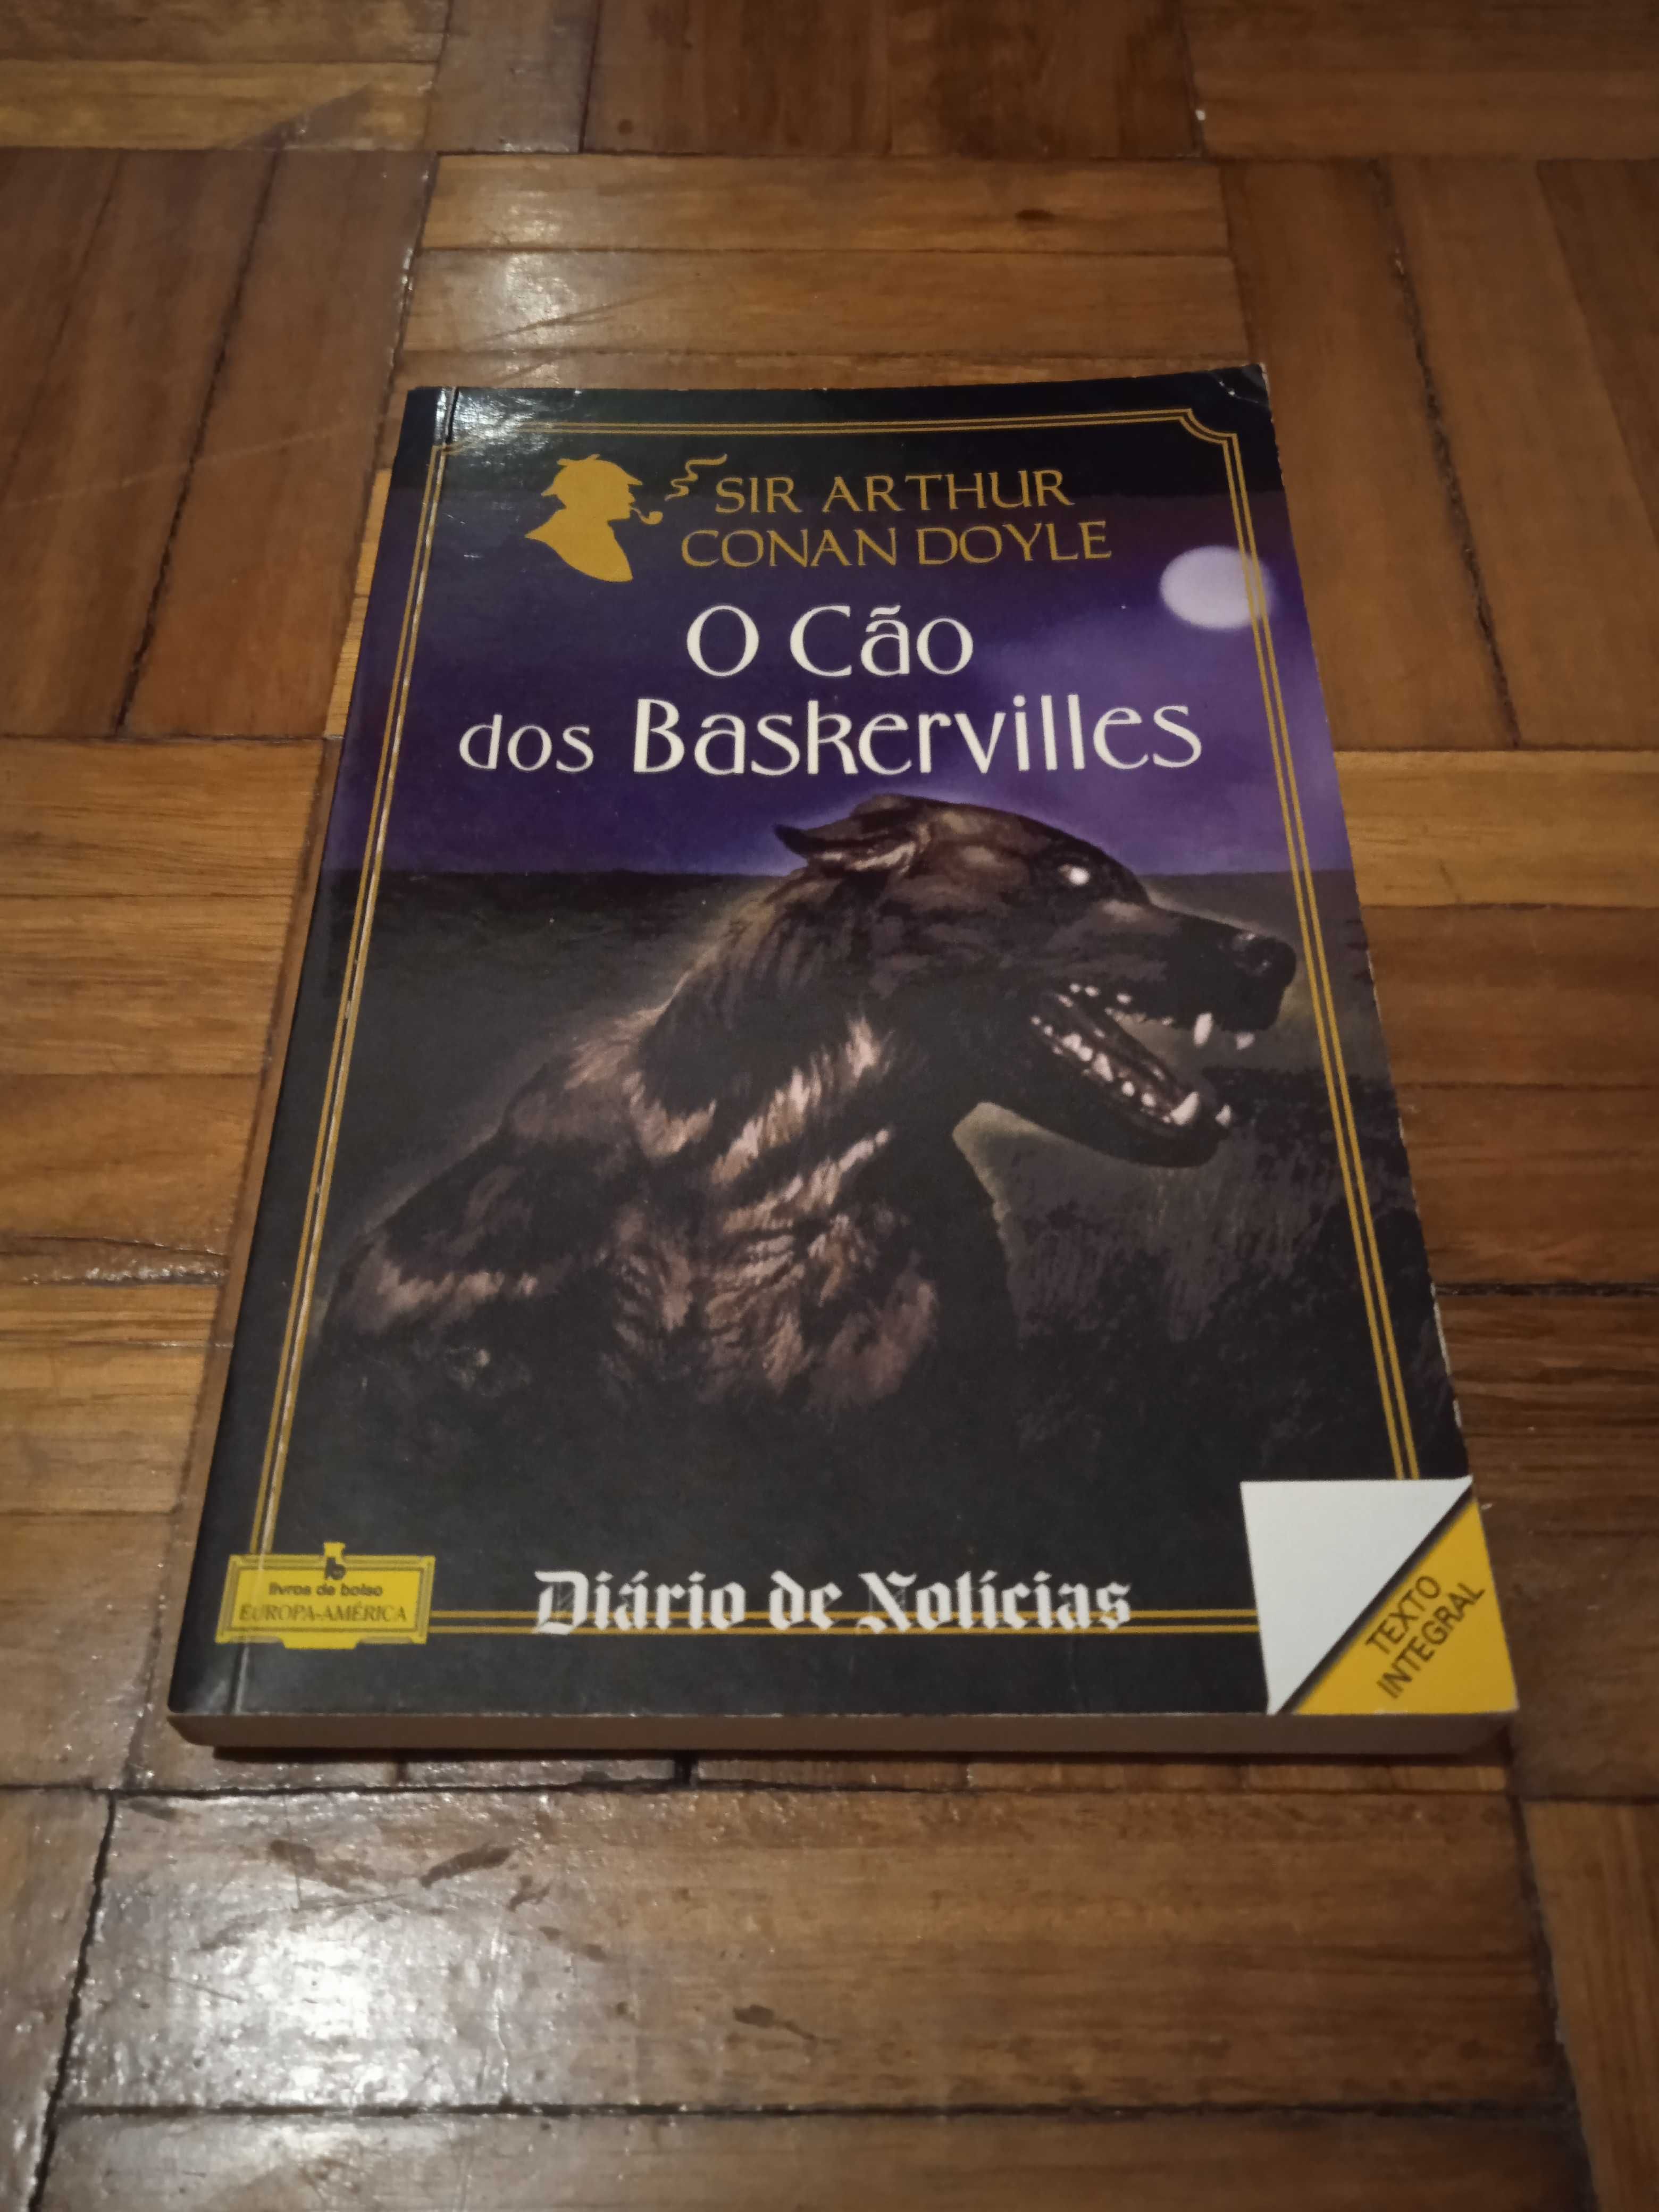 SIR ARTHUR
CONAN DOYLE
O Cão
dos Baskervilles
livros de bolso
EUROPA-AMÉRICA
Diário de Notícias
TEXTO
INTEGRAL